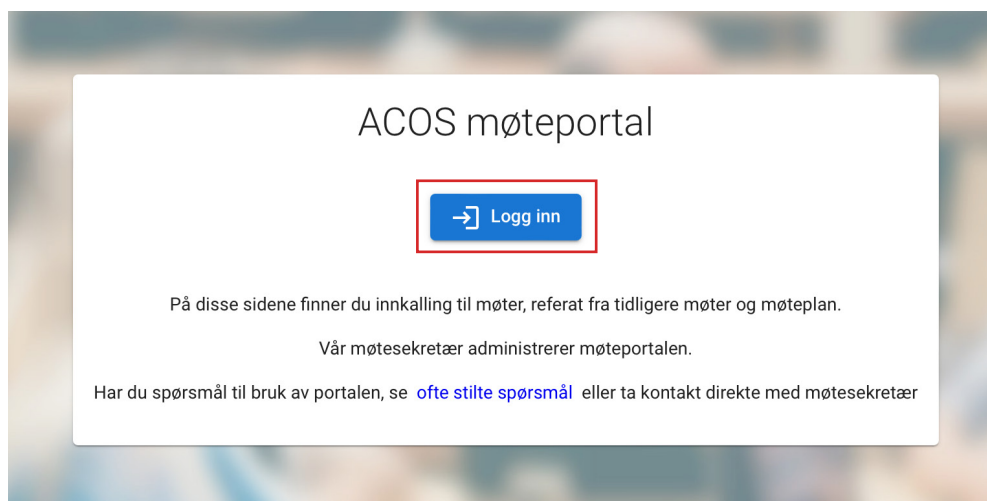 ACOS møteportal
Logg inn
På disse sidene finner du innkalling til møter, referat fra tidligere møter og møteplan.
Vår møtesekretær administrerer møteportalen.
Har du spørsmål til bruk av portalen, se ofte stilte spørsmål eller ta kontakt direkte med møtesekretær